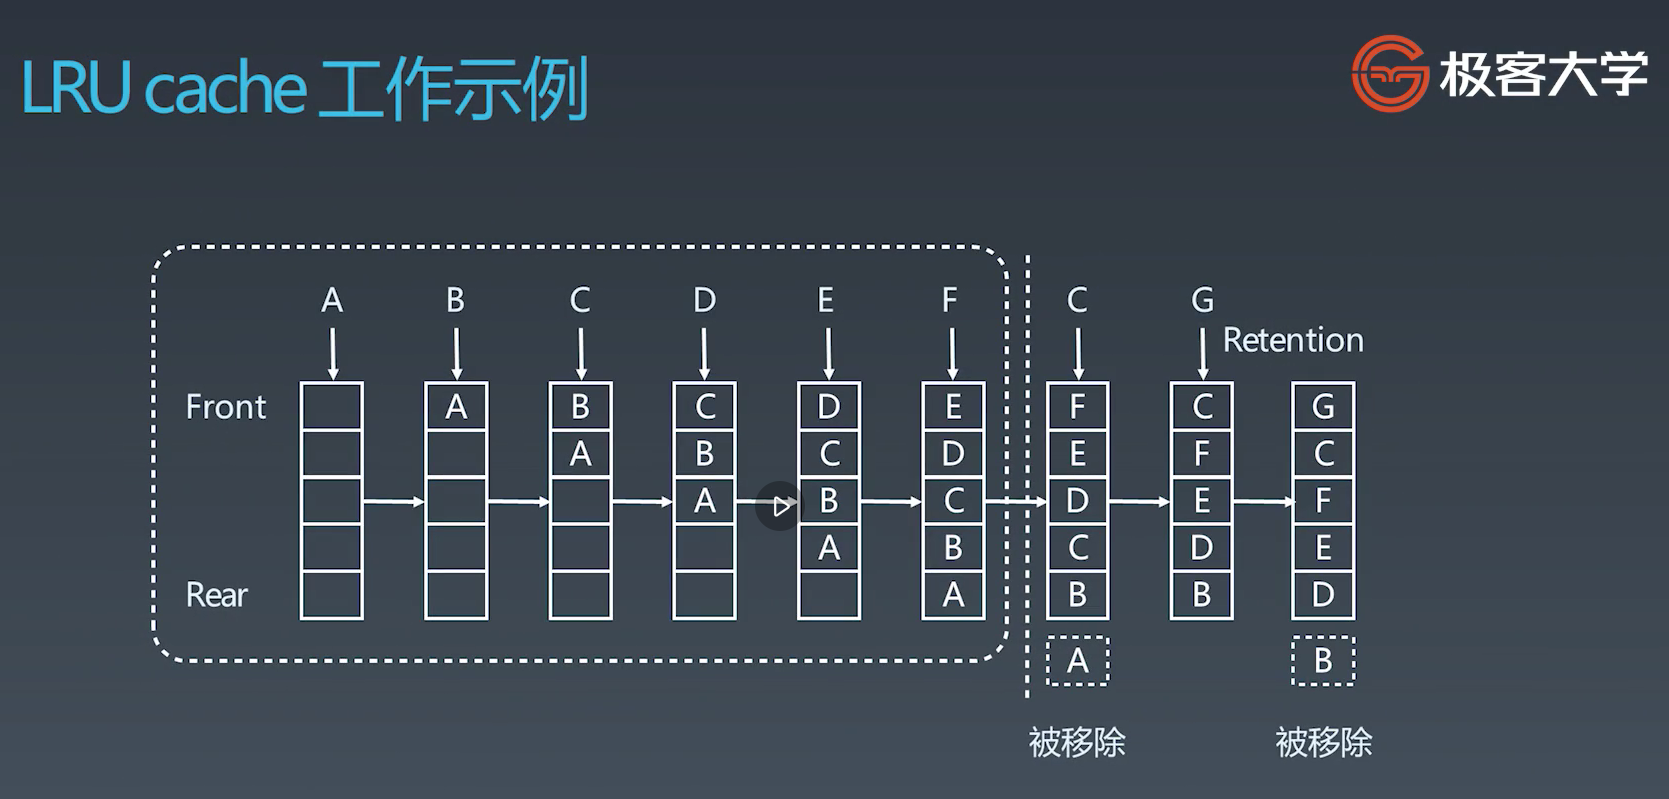 LRU cache 工作示例
极客大学
A B C D E F C G
Retention
Front A B C D E F C G
A B C D E F C
A B C D E F
A B C D E
Rear A B B D
A B
被移除 被移除